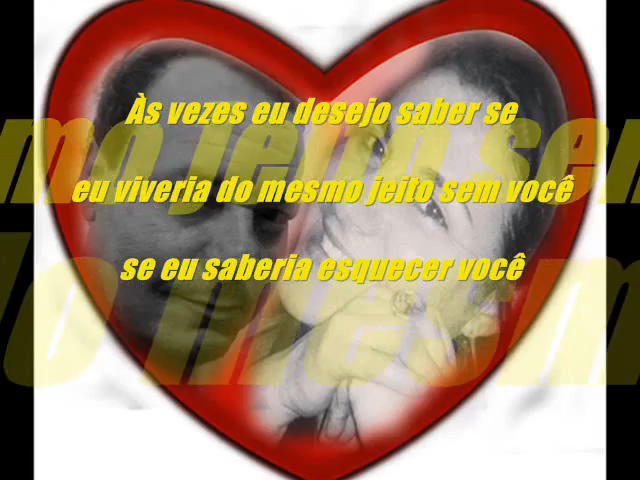 Às vezes eu desejo saber se
eu viveria do mesmo jeito sem você
se eu saberia esquecer você